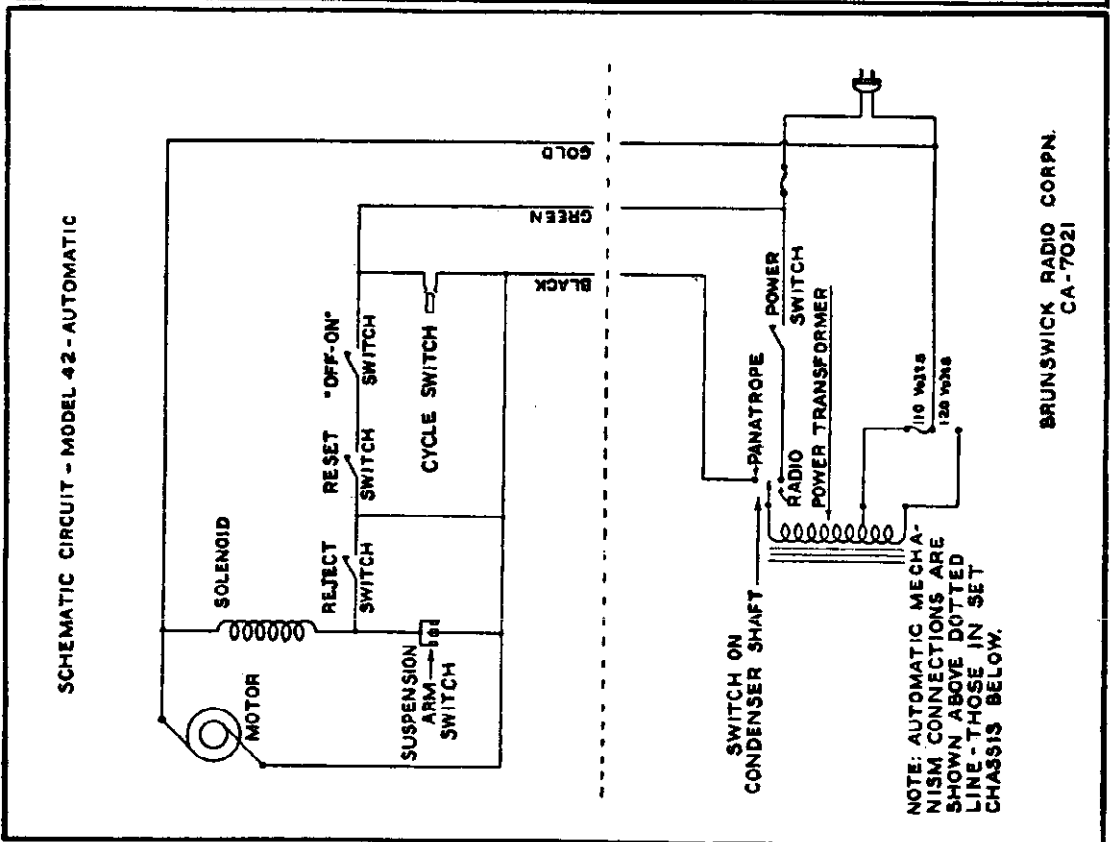 SCHEMATIC CIRCUIT - MODEL 42 - AUTOMATIC
MOTOR
SOLENOID
REJECT
SWITCH
RESET
SWITCH
"OFF-ON"
SWITCH
SUSPENSION
ARM
SWITCH
CYCLE SWITCH
BLACK
GREEN
GOLD
SWITCH ON
CONDENSER SHAFT
PANATROPE
RADIO
POWER
SWITCH
POWER TRANSFORMER
110 Volts
120 Volts
NOTE: AUTOMATIC MECHA-
NISM CONNECTIONS ARE
SHOWN ABOVE DOTTED
LINE - THOSE IN SET
CHASSIS BELOW.
BRUNSWICK RADIO CORPN.
CA-7021